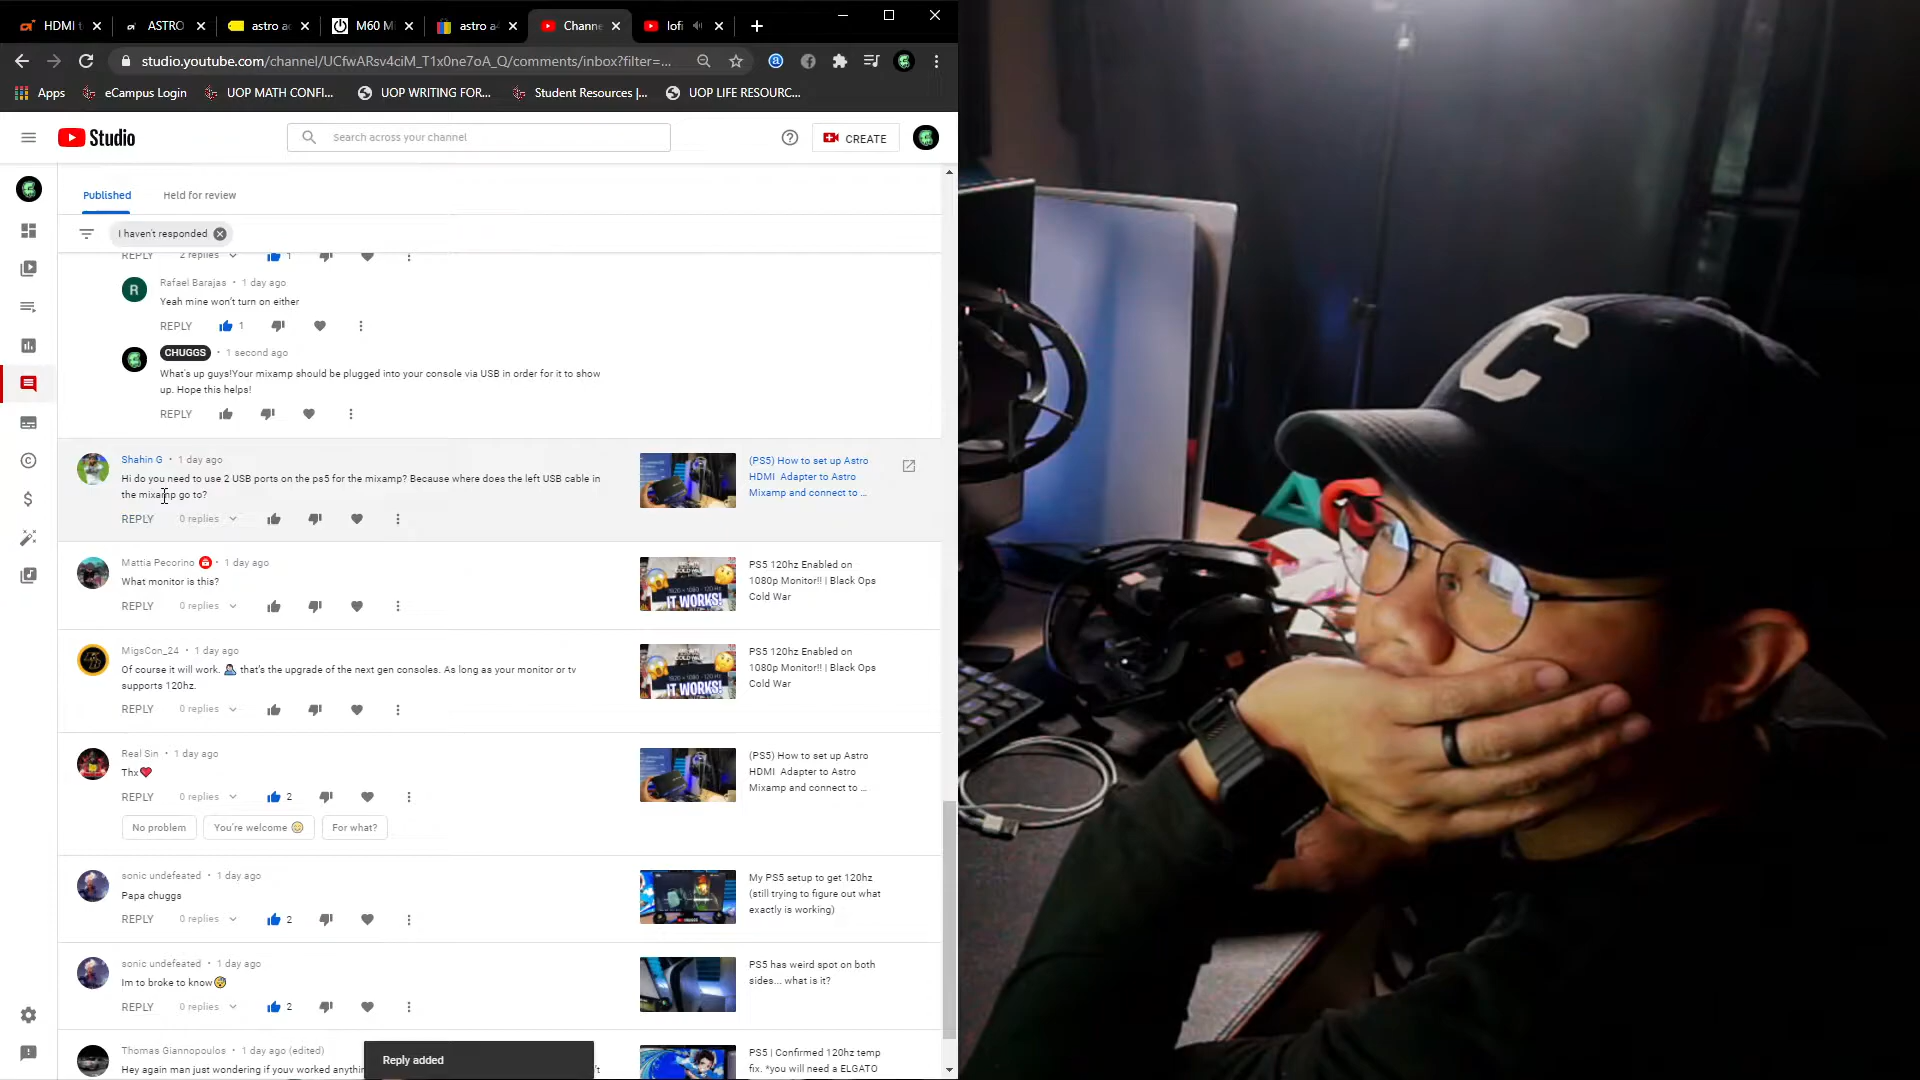 HDMI t
ASTRO
astro a
M60 M
astro a
Channe
lofi
studio.youtube.com/channel/UCfwARsv4ciM_T1x0ne7oA_Q/comments/inbox?filter=...
Apps
eCampus Login
UOP MATH CONFI...
UOP WRITING FOR...
Student Resources |...
UOP LIFE RESOURC...
Studio
Search across your channel
CREATE
Published
Held for review
I haven't responded
REPLY 2 replies 1
Rafael Barajas • 1 day ago
Yeah mine won't turn on either
REPLY 1
CHUGGS • 1 second ago
What's up guys!Your mixamp should be plugged into your console via USB in order for it to show
up. Hope this helps!
REPLY
Shahin G • 1 day ago
Hi do you need to use 2 USB ports on the ps5 for the mixamp? Because where does the left USB cable in
the mixamp go to?
REPLY 0 replies
(PS5) How to set up Astro
HDMI Adapter to Astro
Mixamp and connect to ...
Mattia Pecorino • 1 day ago
What monitor is this?
REPLY 0 replies
IT WORKS!
PS5 120hz Enabled on
1080p Monitor!! | Black Ops
Cold War
MigsCon_24 • 1 day ago
Of course it will work. that's the upgrade of the next gen consoles. As long as your monitor or tv
supports 120hz.
REPLY 0 replies
IT WORKS!
PS5 120hz Enabled on
1080p Monitor!! | Black Ops
Cold War
Real Sin • 1 day ago
Thx❤
REPLY 0 replies 2
No problem
You're welcome 😊
For what?
(PS5) How to set up Astro
HDMI Adapter to Astro
Mixamp and connect to ...
sonic undefeated • 1 day ago
Papa chuggs
REPLY 0 replies 2
My PS5 setup to get 120hz
(still trying to figure out what
exactly is working)
sonic undefeated • 1 day ago
Im to broke to know😴
REPLY 0 replies 2
PS5 has weird spot on both
sides... what is it?
Thomas Giannopoulos • 1 day ago (edited)
Hey again man just wondering if youv worked anythin
PS5 | Confirmed 120hz temp
fix. *you will need a ELGATO
Reply added
C